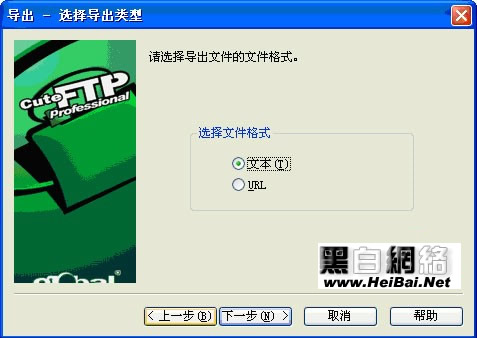 导出 - 选择导出类型
请选择导出文件的文件格式。
CuteFTP
Professional
选择文件格式
文本(T)
URL
黑白網絡
www.HeiBai.Net
< 上一步(B)
下一步(N) >
取消
帮助